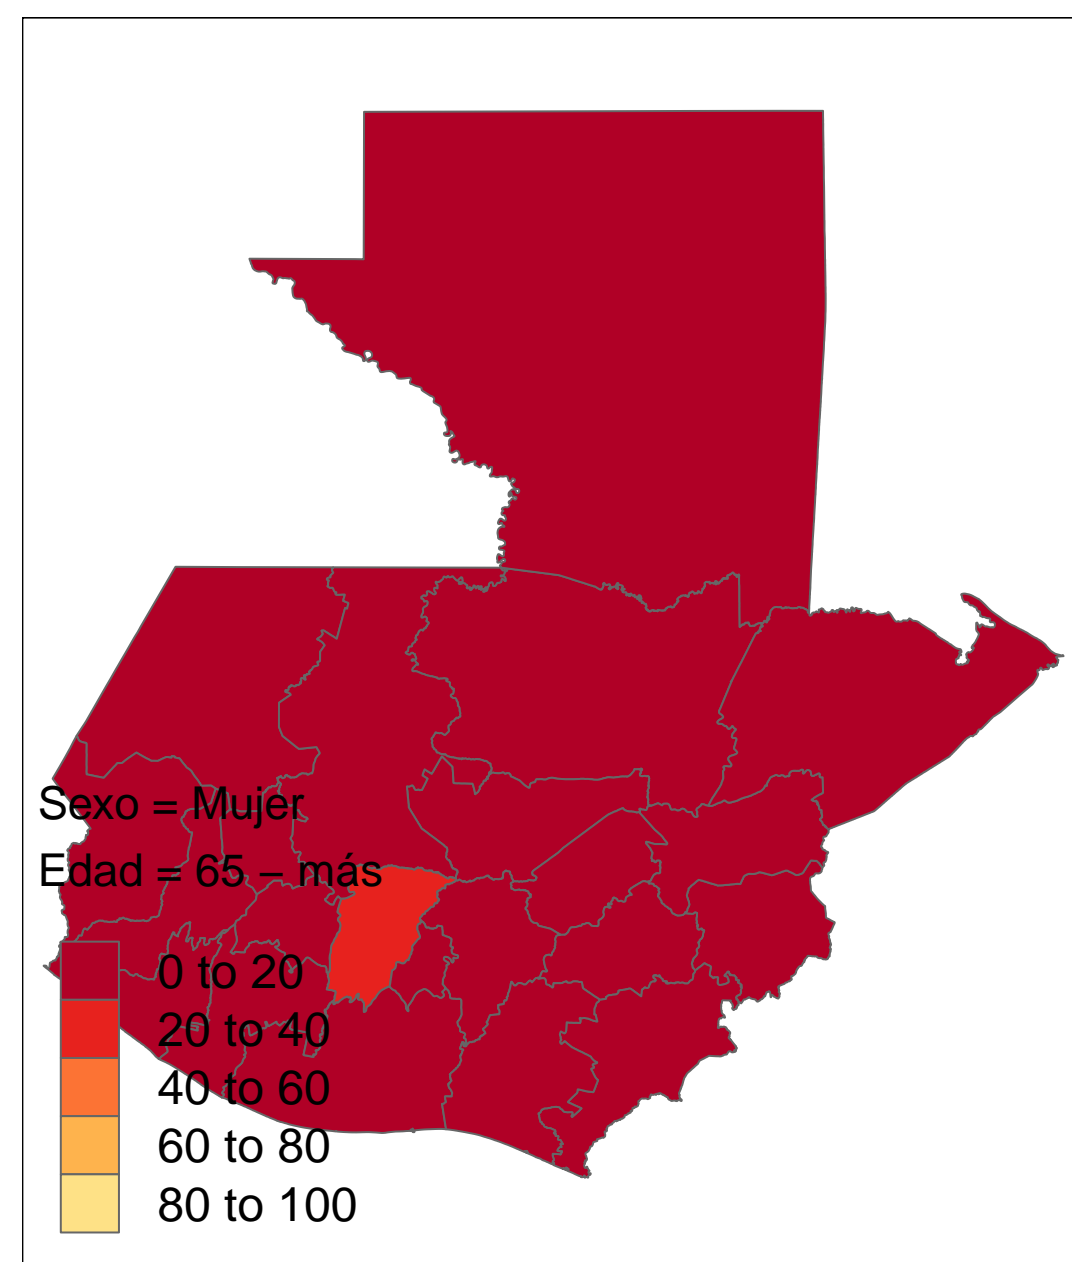 Sexo = Mujer
Edad = 65 – más
0 to 20
20 to 40
40 to 60
60 to 80
80 to 100